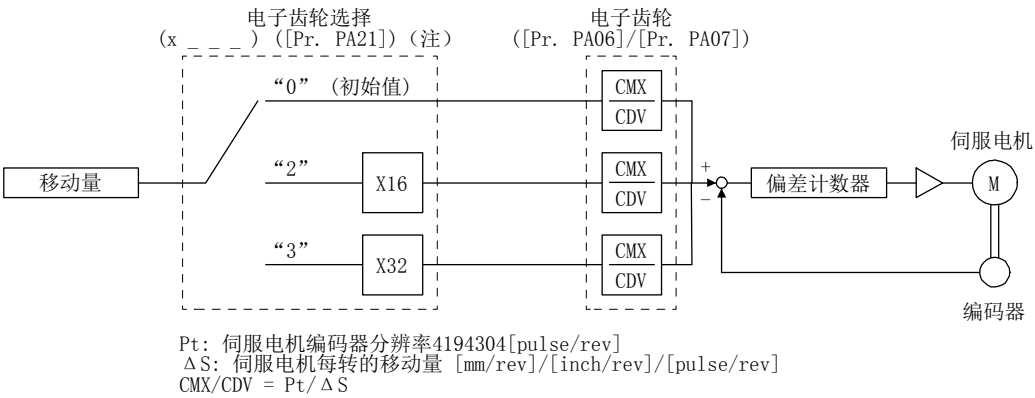 电子齿轮选择
(x _ _ _ ) ([Pr. PA21]) (注)
电子齿轮
([Pr. PA06]/[Pr. PA07])
“0” (初始值)
CMX
CDV
伺服电机
移动量
“2”
X16
CMX
CDV
+
−
偏差计数器
M
“3”
X32
CMX
CDV
编码器
Pt: 伺服电机编码器分辨率4194304[pulse/rev]
ΔS: 伺服电机每转的移动量 [mm/rev]/[inch/rev]/[pulse/rev]
CMX/CDV = Pt/ΔS